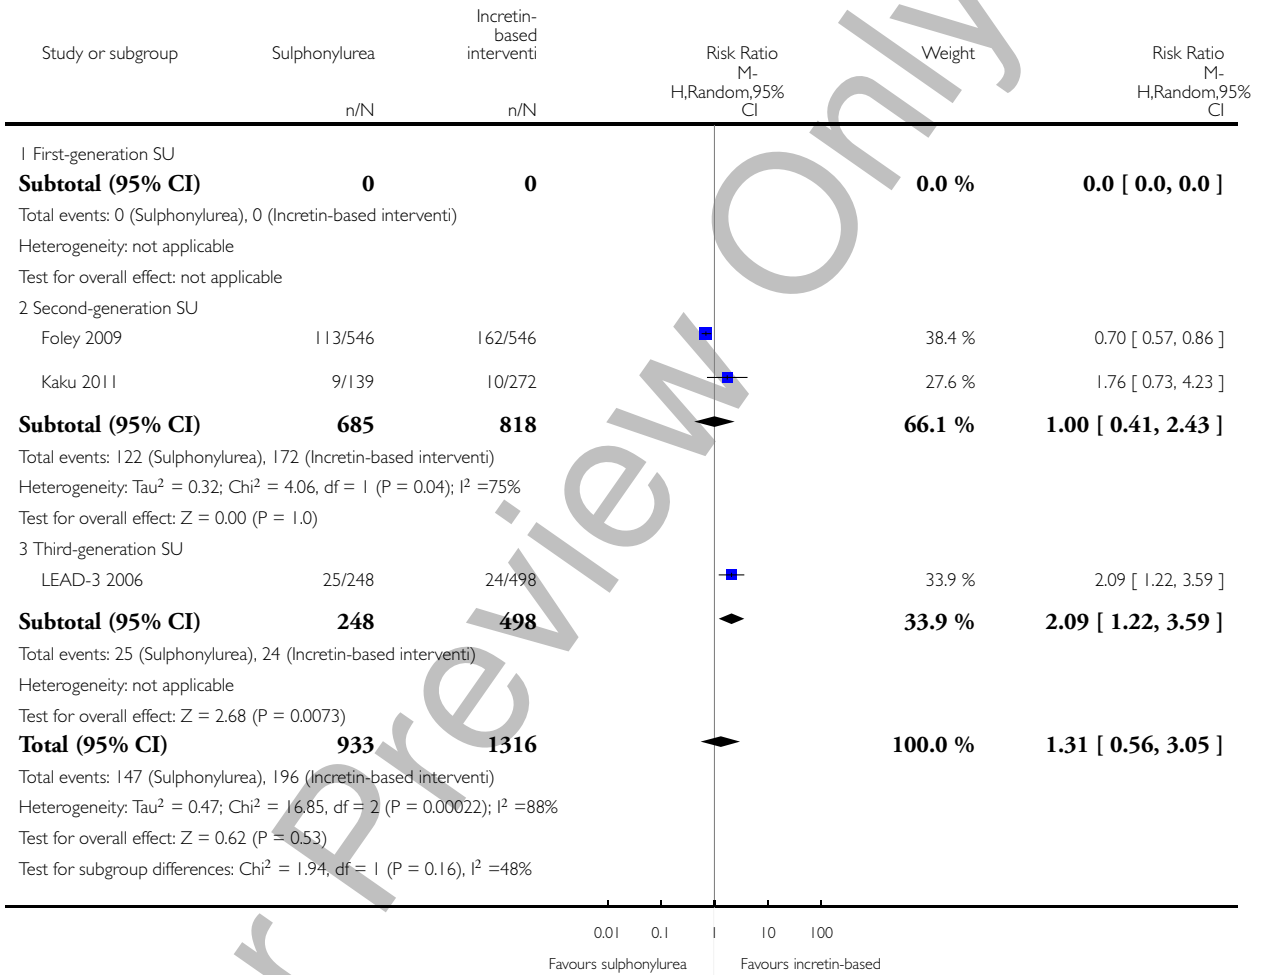 Study or subgroup Sulphonylurea Incretin-based interventi Risk Ratio Weight Risk Ratio
M-H,Random,95% CI M-H,Random,95% CI
n/N n/N
1 First-generation SU
Subtotal (95% CI) 0 0 0.0 % 0.0 [ 0.0, 0.0 ]
Total events: 0 (Sulphonylurea), 0 (Incretin-based interventi)
Heterogeneity: not applicable
Test for overall effect: not applicable
2 Second-generation SU
Foley 2009 113/546 162/546 38.4 % 0.70 [ 0.57, 0.86 ]
Kaku 2011 9/139 10/272 27.6 % 1.76 [ 0.73, 4.23 ]
Subtotal (95% CI) 685 818 66.1 % 1.00 [ 0.41, 2.43 ]
Total events: 122 (Sulphonylurea), 172 (Incretin-based interventi)
Heterogeneity: Tau² = 0.32; Chi² = 4.06, df = 1 (P = 0.04); I² =75%
Test for overall effect: Z = 0.00 (P = 1.0)
3 Third-generation SU
LEAD-3 2006 25/248 24/498 33.9 % 2.09 [ 1.22, 3.59 ]
Subtotal (95% CI) 248 498 33.9 % 2.09 [ 1.22, 3.59 ]
Total events: 25 (Sulphonylurea), 24 (Incretin-based interventi)
Heterogeneity: not applicable
Test for overall effect: Z = 2.68 (P = 0.0073)
Total (95% CI) 933 1316 100.0 % 1.31 [ 0.56, 3.05 ]
Total events: 147 (Sulphonylurea), 196 (Incretin-based interventi)
Heterogeneity: Tau² = 0.47; Chi² = 16.85, df = 2 (P = 0.00022); I² =88%
Test for overall effect: Z = 0.62 (P = 0.53)
Test for subgroup differences: Chi² = 1.94, df = 1 (P = 0.16), I² =48%
0.01 0.1 1 10 100
Favours sulphonylurea Favours incretin-based
r Preview Only